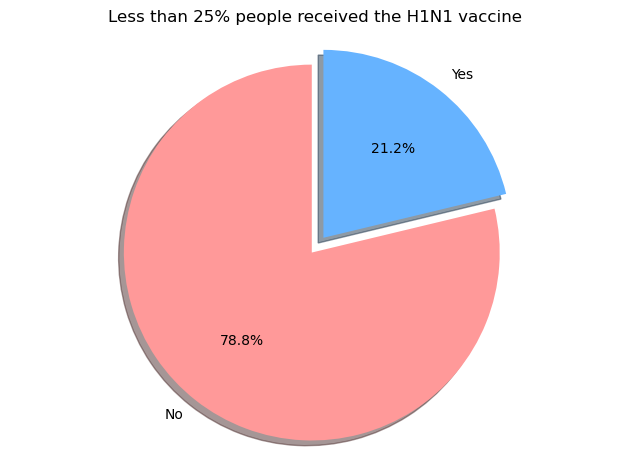 Less than 25% people received the H1N1 vaccine
Yes
21.2%
78.8%
No